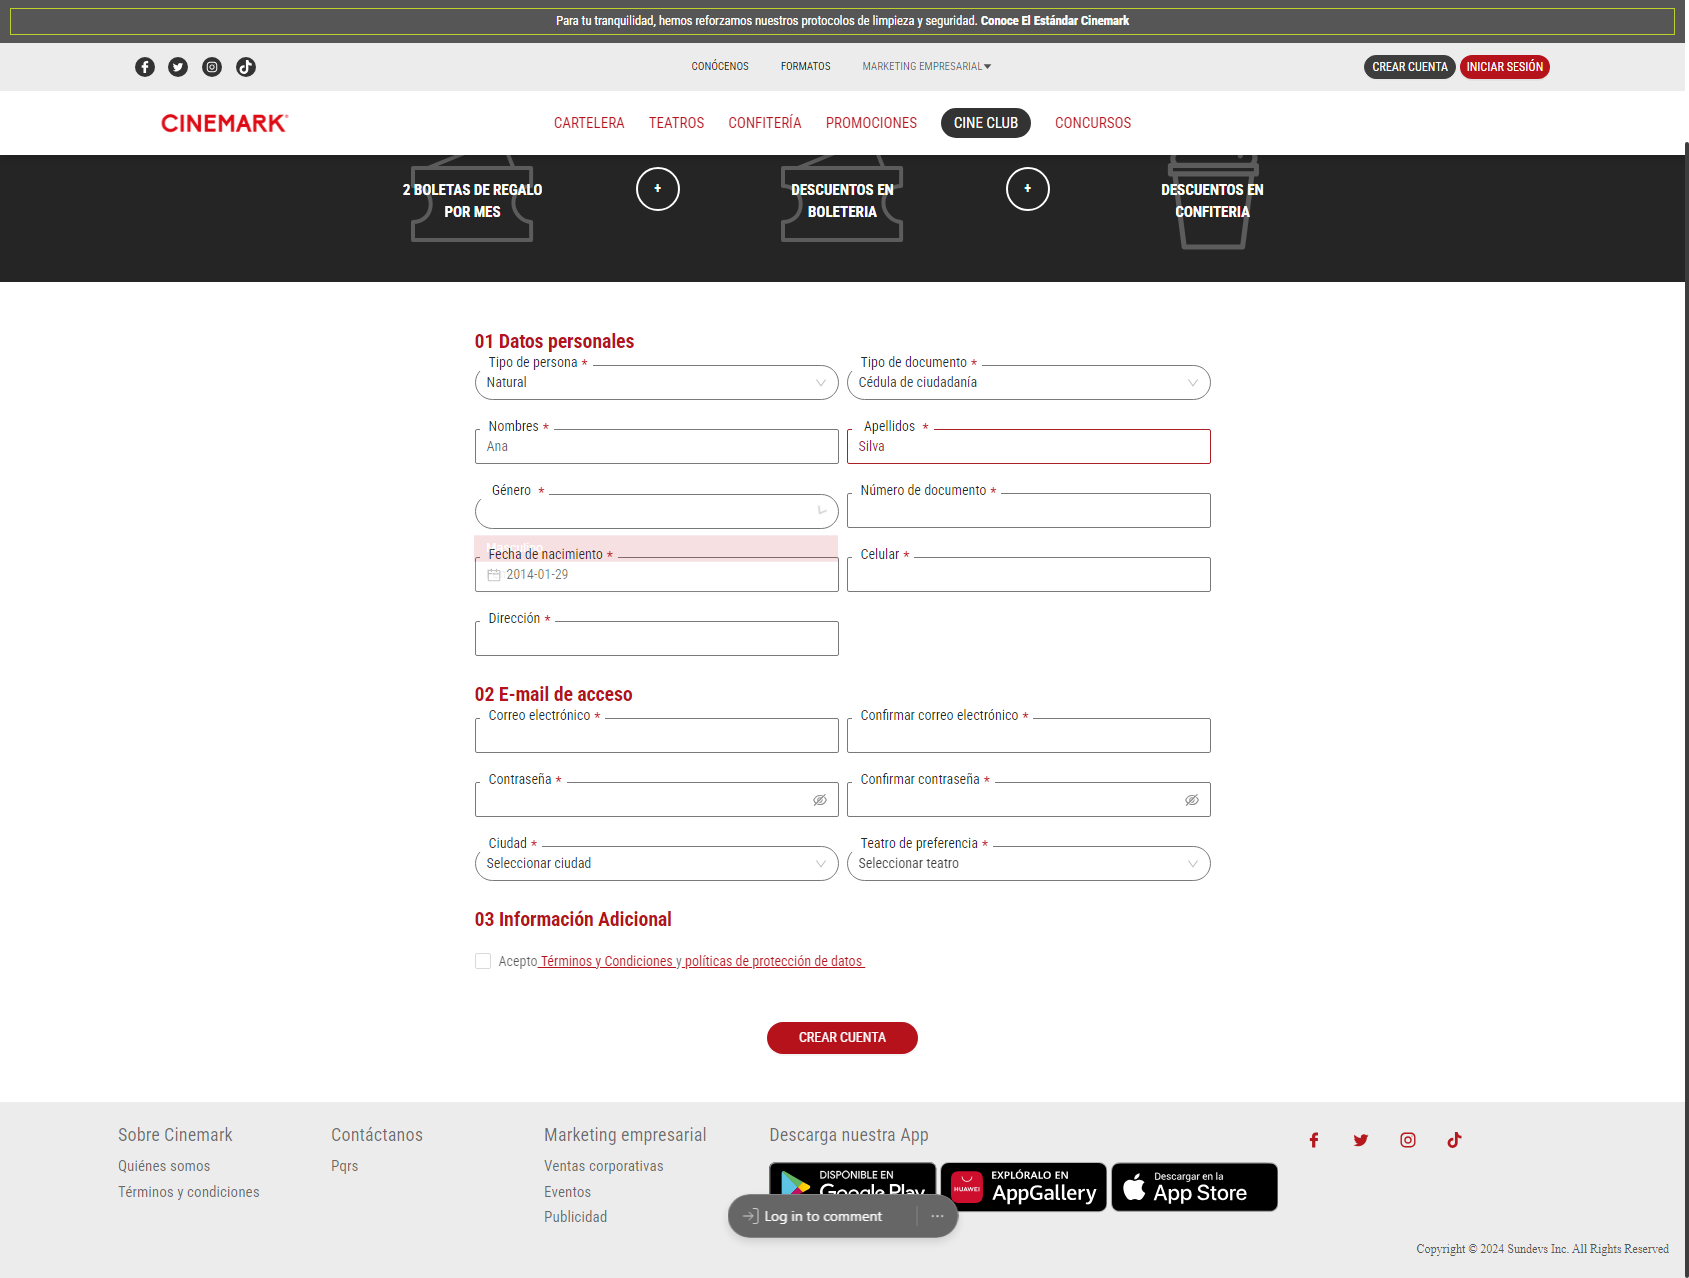 Para tu tranquilidad, hemos reforzamos nuestros protocolos de limpieza y seguridad. Conoce El Estándar Cinemark
CONÓCENOS
FORMATOS
MARKETING EMPRESARIAL
CREAR CUENTA
INICIAR SESIÓN
CINEMARK
CARTELERA
TEATROS
CONFITERÍA
PROMOCIONES
CINE CLUB
CONCURSOS
2 BOLETAS DE REGALO
POR MES
+
DESCUENTOS EN
BOLETERIA
+
DESCUENTOS EN
CONFITERIA
01 Datos personales
Tipo de persona *
Natural
Tipo de documento *
Cédula de ciudadanía
Nombres *
Ana
Apellidos *
Silva
Género *
Número de documento *
Fecha de nacimiento *
2014-01-29
Celular *
Dirección *
02 E-mail de acceso
Correo electrónico *
Confirmar correo electrónico *
Contraseña *
Confirmar contraseña *
Ciudad *
Seleccionar ciudad
Teatro de preferencia *
Seleccionar teatro
03 Información Adicional
Acepto Términos y Condiciones y políticas de protección de datos
CREAR CUENTA
Sobre Cinemark
Quiénes somos
Términos y condiciones
Contáctanos
Pqrs
Marketing empresarial
Ventas corporativas
Eventos
Publicidad
Descarga nuestra App
DISPONIBLE EN
Google Play
HUAWEI
EXPLÓRALO EN
AppGallery
Descargar en la
App Store
Log in to comment
Copyright © 2024 Sundevs Inc. All Rights Reserved